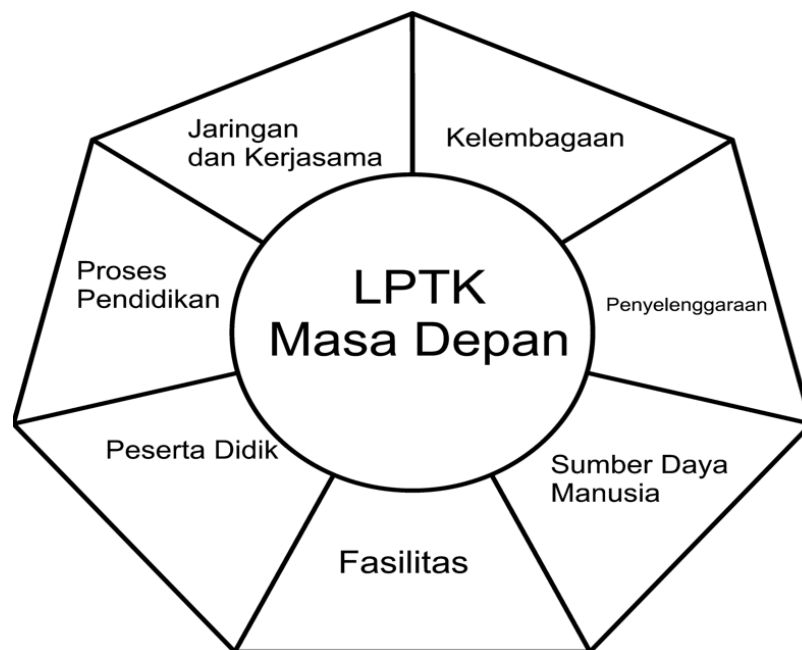 Jaringan
dan Kerjasama
Kelembagaan
Proses
Pendidikan
LPTK
Masa Depan
Penyelenggaraan
Peserta Didik
Sumber Daya
Manusia
Fasilitas